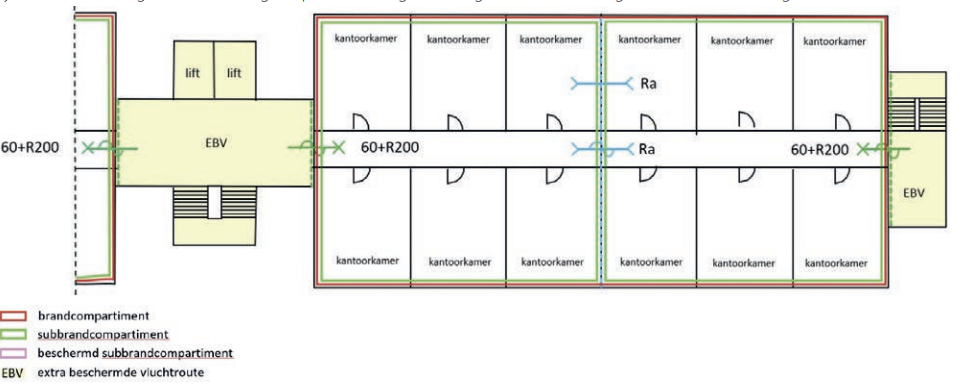 kantoorkamer kantoorkamer kantoorkamer kantoorkamer kantoorkamer kantoorkamer
lift lift
Ra
60+R200 EBV 60+R200 Ra 60+R200
EBV
kantoorkamer kantoorkamer kantoorkamer kantoorkamer kantoorkamer kantoorkamer
brandcompartiment
subbrandcompartiment
beschermd subbrandcompartiment
EBV extra beschermde vluchtroute